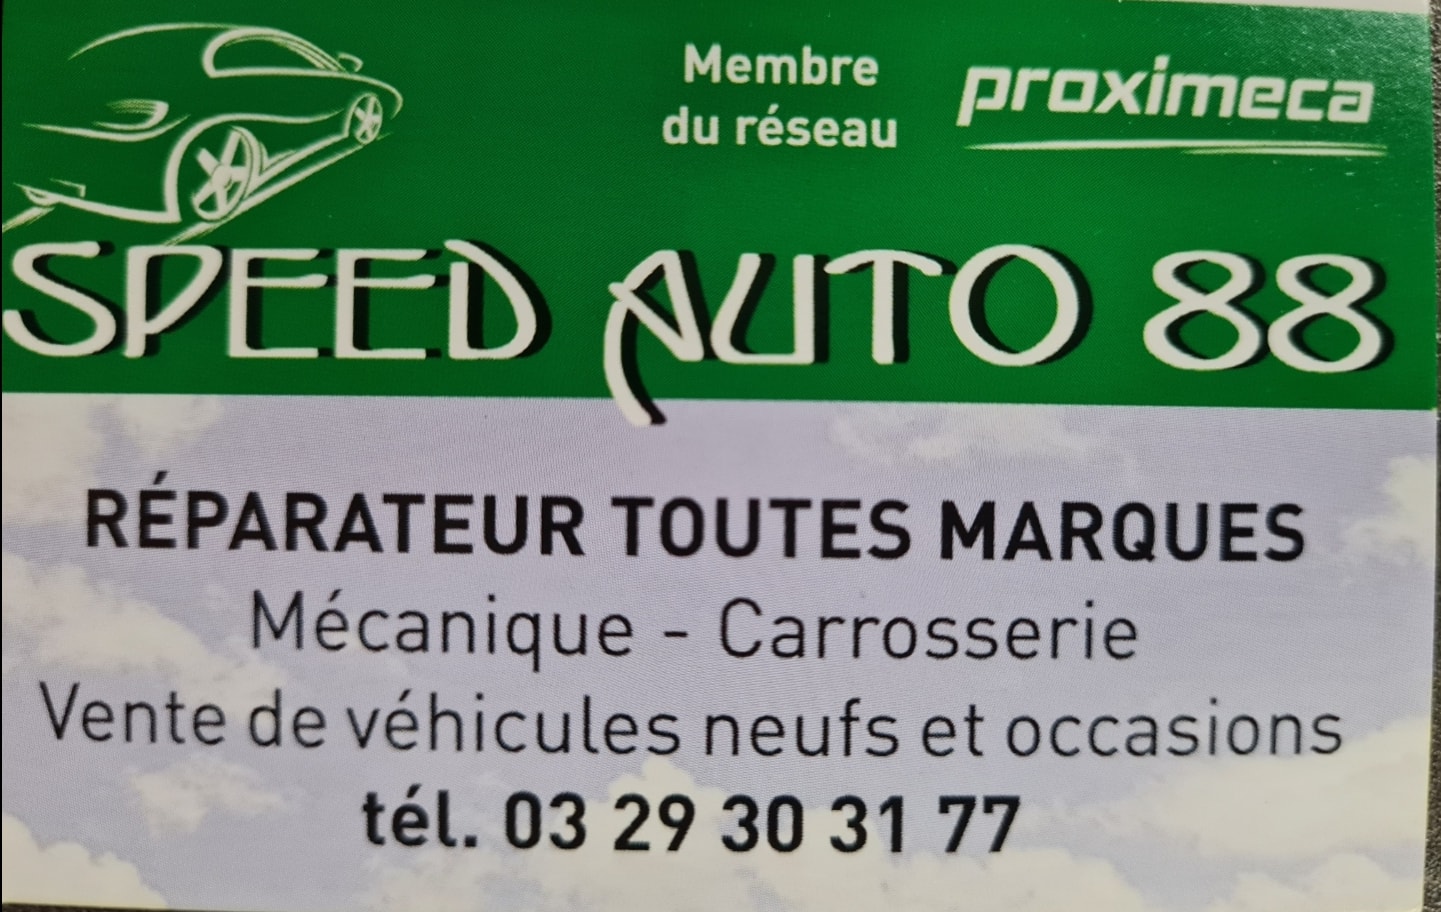 Membre
du réseau
proximeca
SPEED AUTO 88
RÉPARATEUR TOUTES MARQUES
Mécanique - Carrosserie
Vente de véhicules neufs et occasions
tél. 03 29 30 31 77